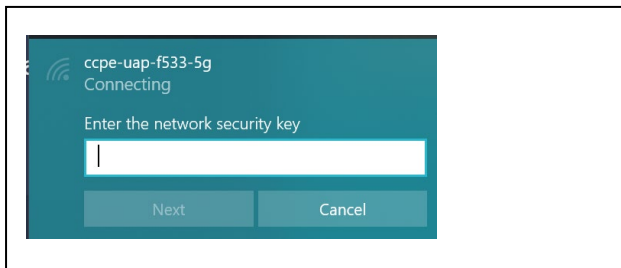 ccpe-uap-f533-5g
Connecting
Enter the network security key
Next
Cancel